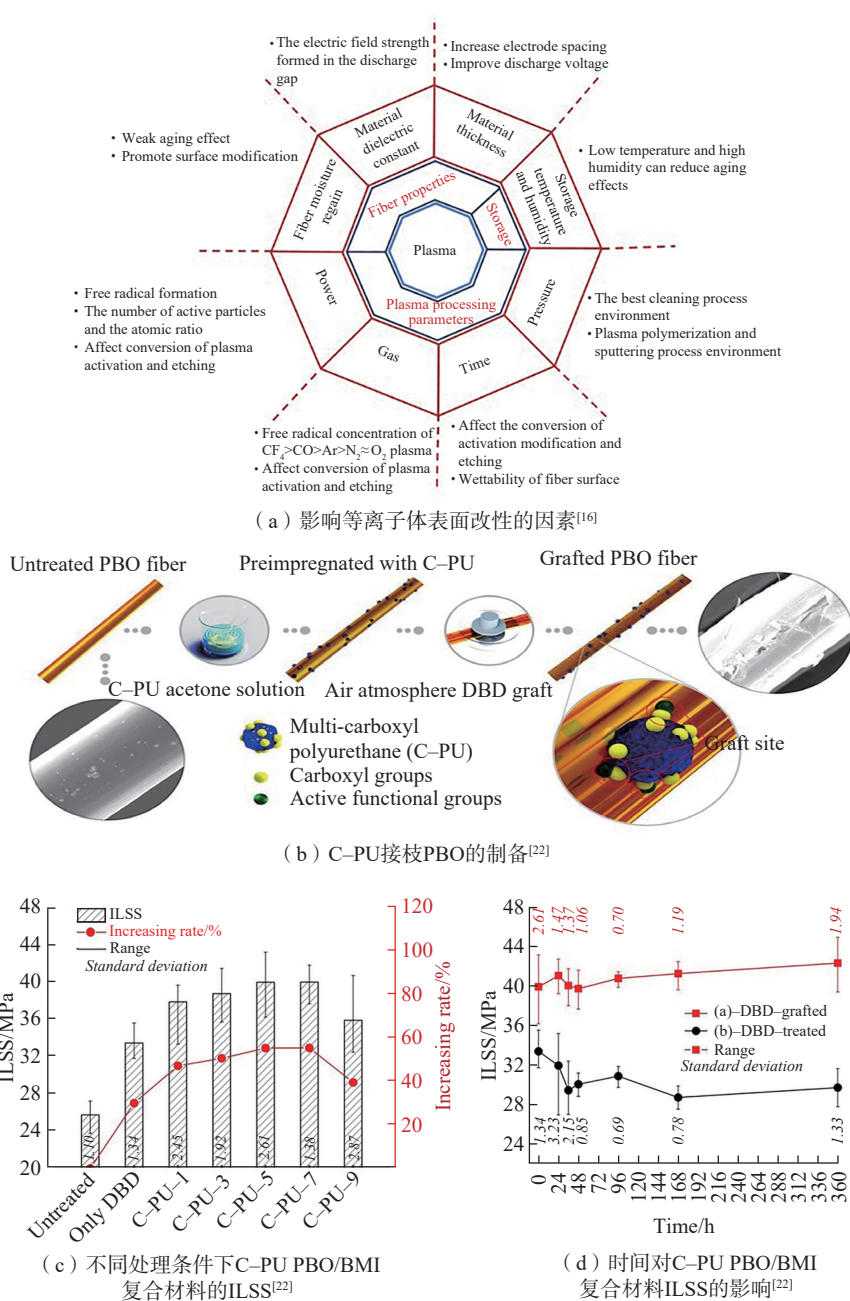 • The electric field strength
formed in the discharge
gap
• Increase electrode spacing
• Improve discharge voltage
• Weak aging effect
• Promote surface modification
• Low temperature and high
humidity can reduce aging
effects
Material
dielectric
constant
Material
thickness
Fiber moisture
regain
Storage
temperature
and humidity
Fiber propcrties
Storage
Plasma
Plasma processing
parameters
Power
Gas
Time
Pressure
• Free radical formation
• The number of active particles
and the atomic ratio
• Affect conversion of plasma
activation and etching
• The best cleaning process
environment
• Plasma polymerization and
sputtering process environment
• Free radical concentration of
CF₄>CO>Ar>N₂≈O₂ plasma
• Affect conversion of plasma
activation and etching
• Affect the conversion of
activation modification and
etching
• Wettability of fiber surface
（a）影响等离子体表面改性的因素[16]
Untreated PBO fiber
Preimpregnated with C–PU
Grafted PBO fiber
C–PU acetone solution
Air atmosphere DBD graft
Multi-carboxyl
polyurethane (C–PU)
Carboxyl groups
Active functional groups
Graft site
（b）C–PU接枝PBO的制备[22]
ILSS/MPa
48
44
40
36
32
28
24
20
ILSS
Increasing rate/%
Range
Standard deviation
120
100
80
60
40
20
Increasing rate/%
1.10
1.34
2.45
1.92
2.61
1.38
2.87
Untreated
Only DBD
C–PU–1
C–PU–3
C–PU–5
C–PU–7
C–PU–9
（c）不同处理条件下C–PU PBO/BMI
复合材料的ILSS[22]
ILSS/MPa
48
44
40
36
32
28
24
2.61
1.47
1.37
1.06
0.70
1.19
1.94
(a)–DBD–grafted
(b)–DBD–treated
Range
Standard deviation
1.34
3.23
2.15
0.85
0.69
0.78
1.33
0
24
48
72
96
120
144
168
192
216
240
264
288
312
336
360
Time/h
（d）时间对C–PU PBO/BMI
复合材料ILSS的影响[22]